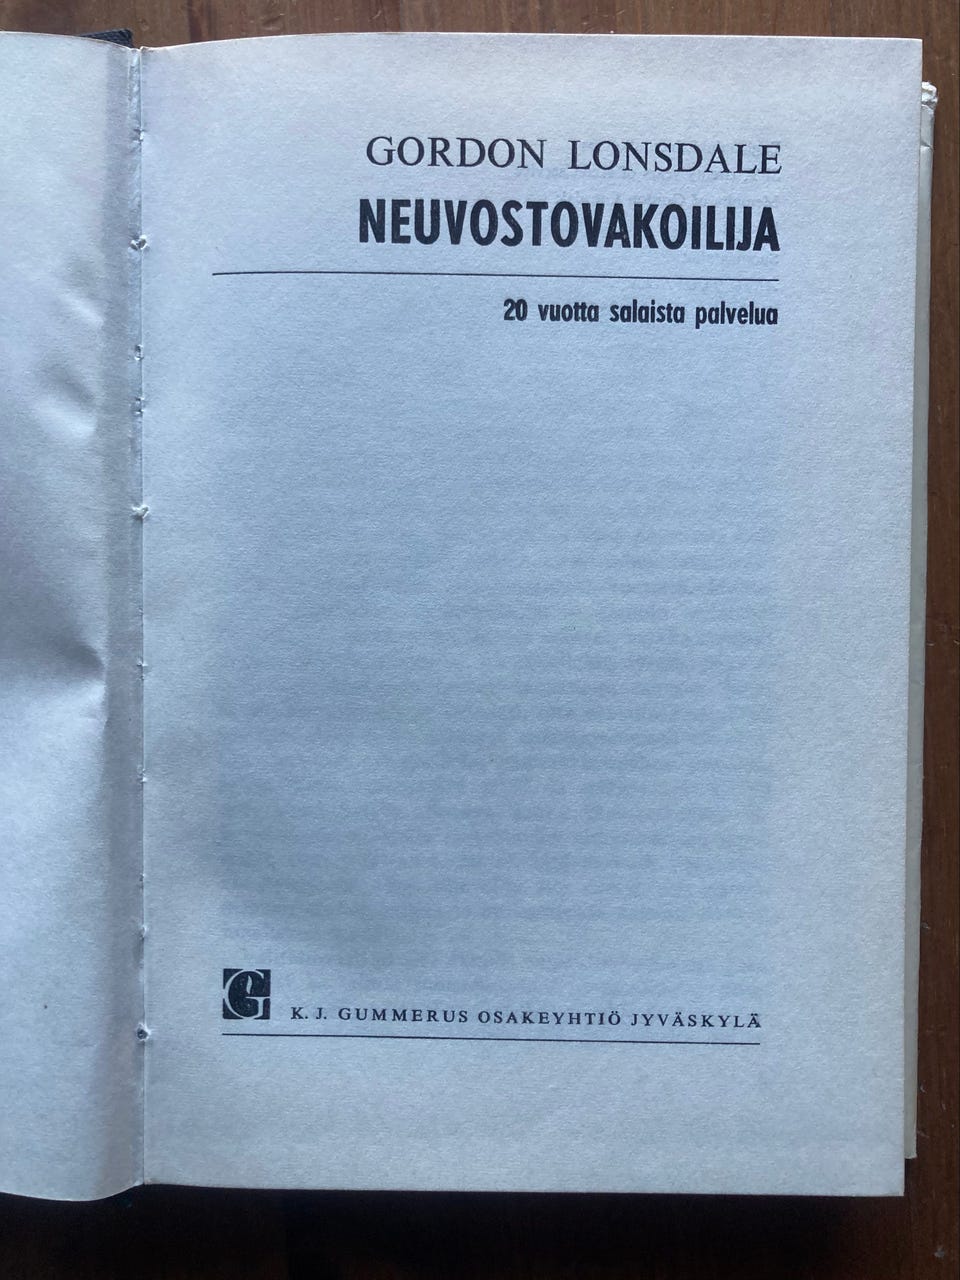 GORDON LONSDALE
NEUVOSTOVAKOILIJA
20 vuotta salaista palvelua
G
K. J. GUMMERUS OSAKEYHTIÖ JYVÄSKYLÄ